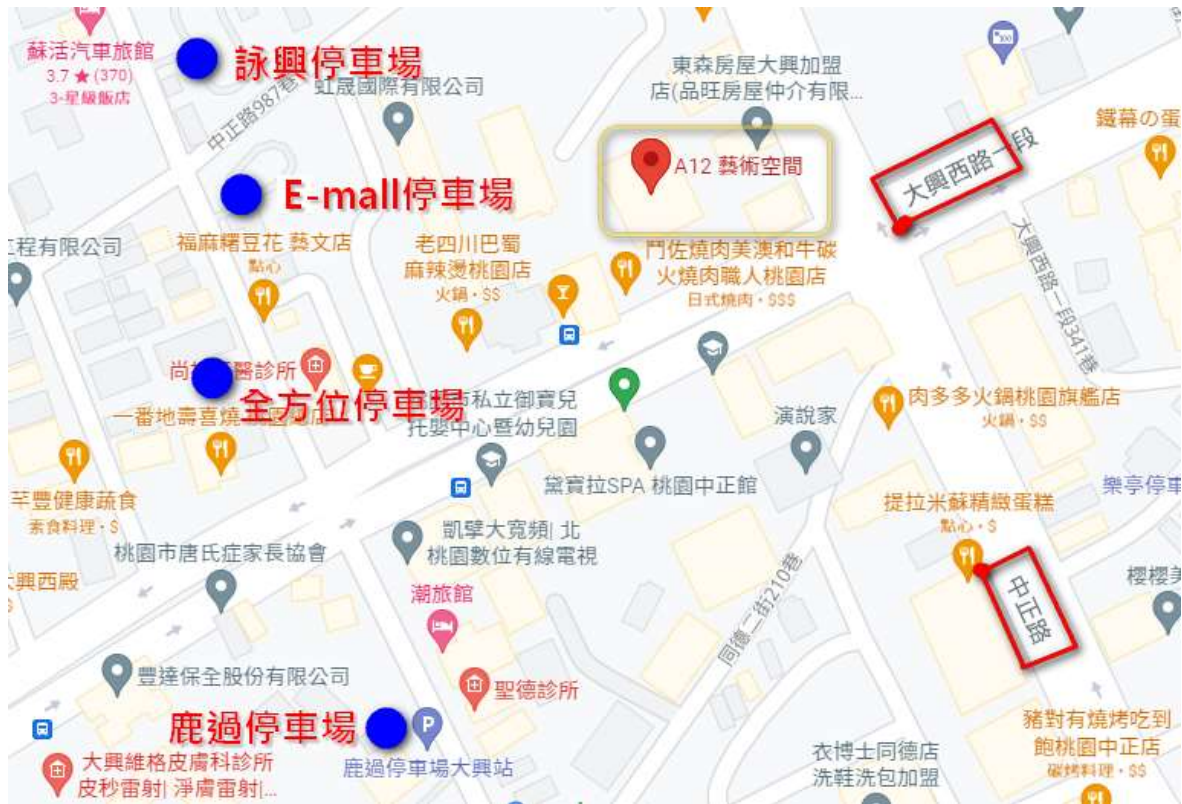 蘇活汽車旅館
3.7 ★ (370)
3-星級飯店
詠興停車場
中正路987巷
虹晟國際有限公司
東森房屋大興加盟
店(品旺房屋仲介有限...
A12 藝術空間
大興西路一段
鐵幕の蛋
E-mall停車場
工程有限公司
福麻糬豆花 藝文店
點心
老四川巴蜀
麻辣燙桃園店
火鍋・$$
鬥佐燒肉美澳和牛碳
火燒肉職人桃園店
日式燒肉・$$$
大興西路一段341巷
醫診所
全方位停車場
一番地壽喜燒
市私立御寶兒
托嬰中心暨幼兒園
演說家
肉多多火鍋桃園旗艦店
火鍋・$$
芊豐健康蔬食
素食料理・$
黛寶拉SPA 桃園中正館
樂亭停車
提拉米蘇精緻蛋糕
點心・$
桃園市唐氏症家長協會
凱擘大寬頻| 北
桃園數位有線電視
大興西殿
潮旅館
同德二街210巷
中正路
櫻櫻美
豐達保全股份有限公司
聖德診所
鹿過停車場
P
鹿過停車場大興站
大興維格皮膚科診所
皮秒雷射| 淨膚雷射|...
衣博士同德店
洗鞋洗包加盟
豬對有燒烤吃到
飽桃園中正店
碳烤料理・$$